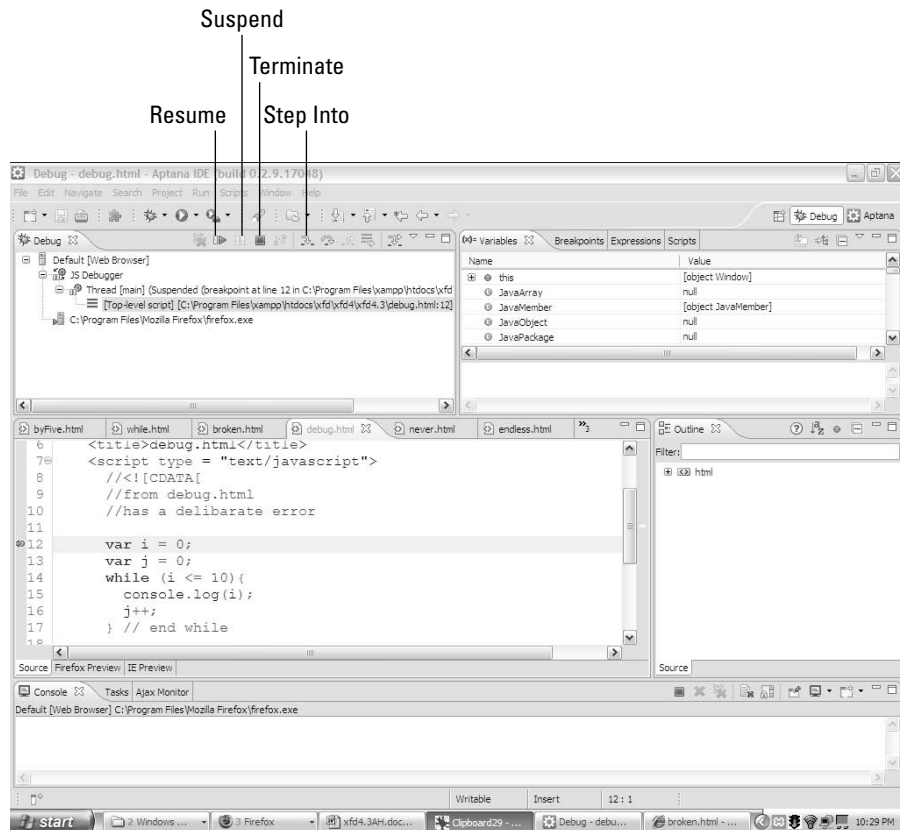 Suspend
Terminate
Resume
Step Into
Debug - debug.html - Aptana IDE (build 0.2.9.17048)
File Edit Navigate Search Project Run Scripts Window Help
Debug Aptana
Debug
Default [Web Browser]
JS Debugger
Thread [main] (Suspended (breakpoint at line 12 in C:\Program Files\xampp\htdocs\xfd
[Top-level script] [C:\Program Files\xampp\htdocs\xfd\xfd4\xfd4.3\debug.html:12]
C:\Program Files\Mozilla Firefox\firefox.exe
(x)= Variables Breakpoints Expressions Scripts
Name Value
this [object Window]
JavaArray null
JavaMember [object JavaMember]
JavaObject null
JavaPackage null
byFive.html while.html broken.html debug.html never.html endless.html »3
6 <title>debug.html</title>
7 <script type = "text/javascript">
8 //<![CDATA[
9 //from debug.html
10 //has a delibarate error
11
12 var i = 0;
13 var j = 0;
14 while (i <= 10){
15 console.log(i);
16 j++;
17 } // end while
18
Source Firefox Preview IE Preview
Outline
Filter:
html
Source
Console Tasks Ajax Monitor
Default [Web Browser] C:\Program Files\Mozilla Firefox\firefox.exe
Writable Insert 12 : 1
start 2 Windows ... 3 Firefox xfd4.3AH.doc... Clipboard29 - ... Debug - debu... broken.html - ... 10:29 PM